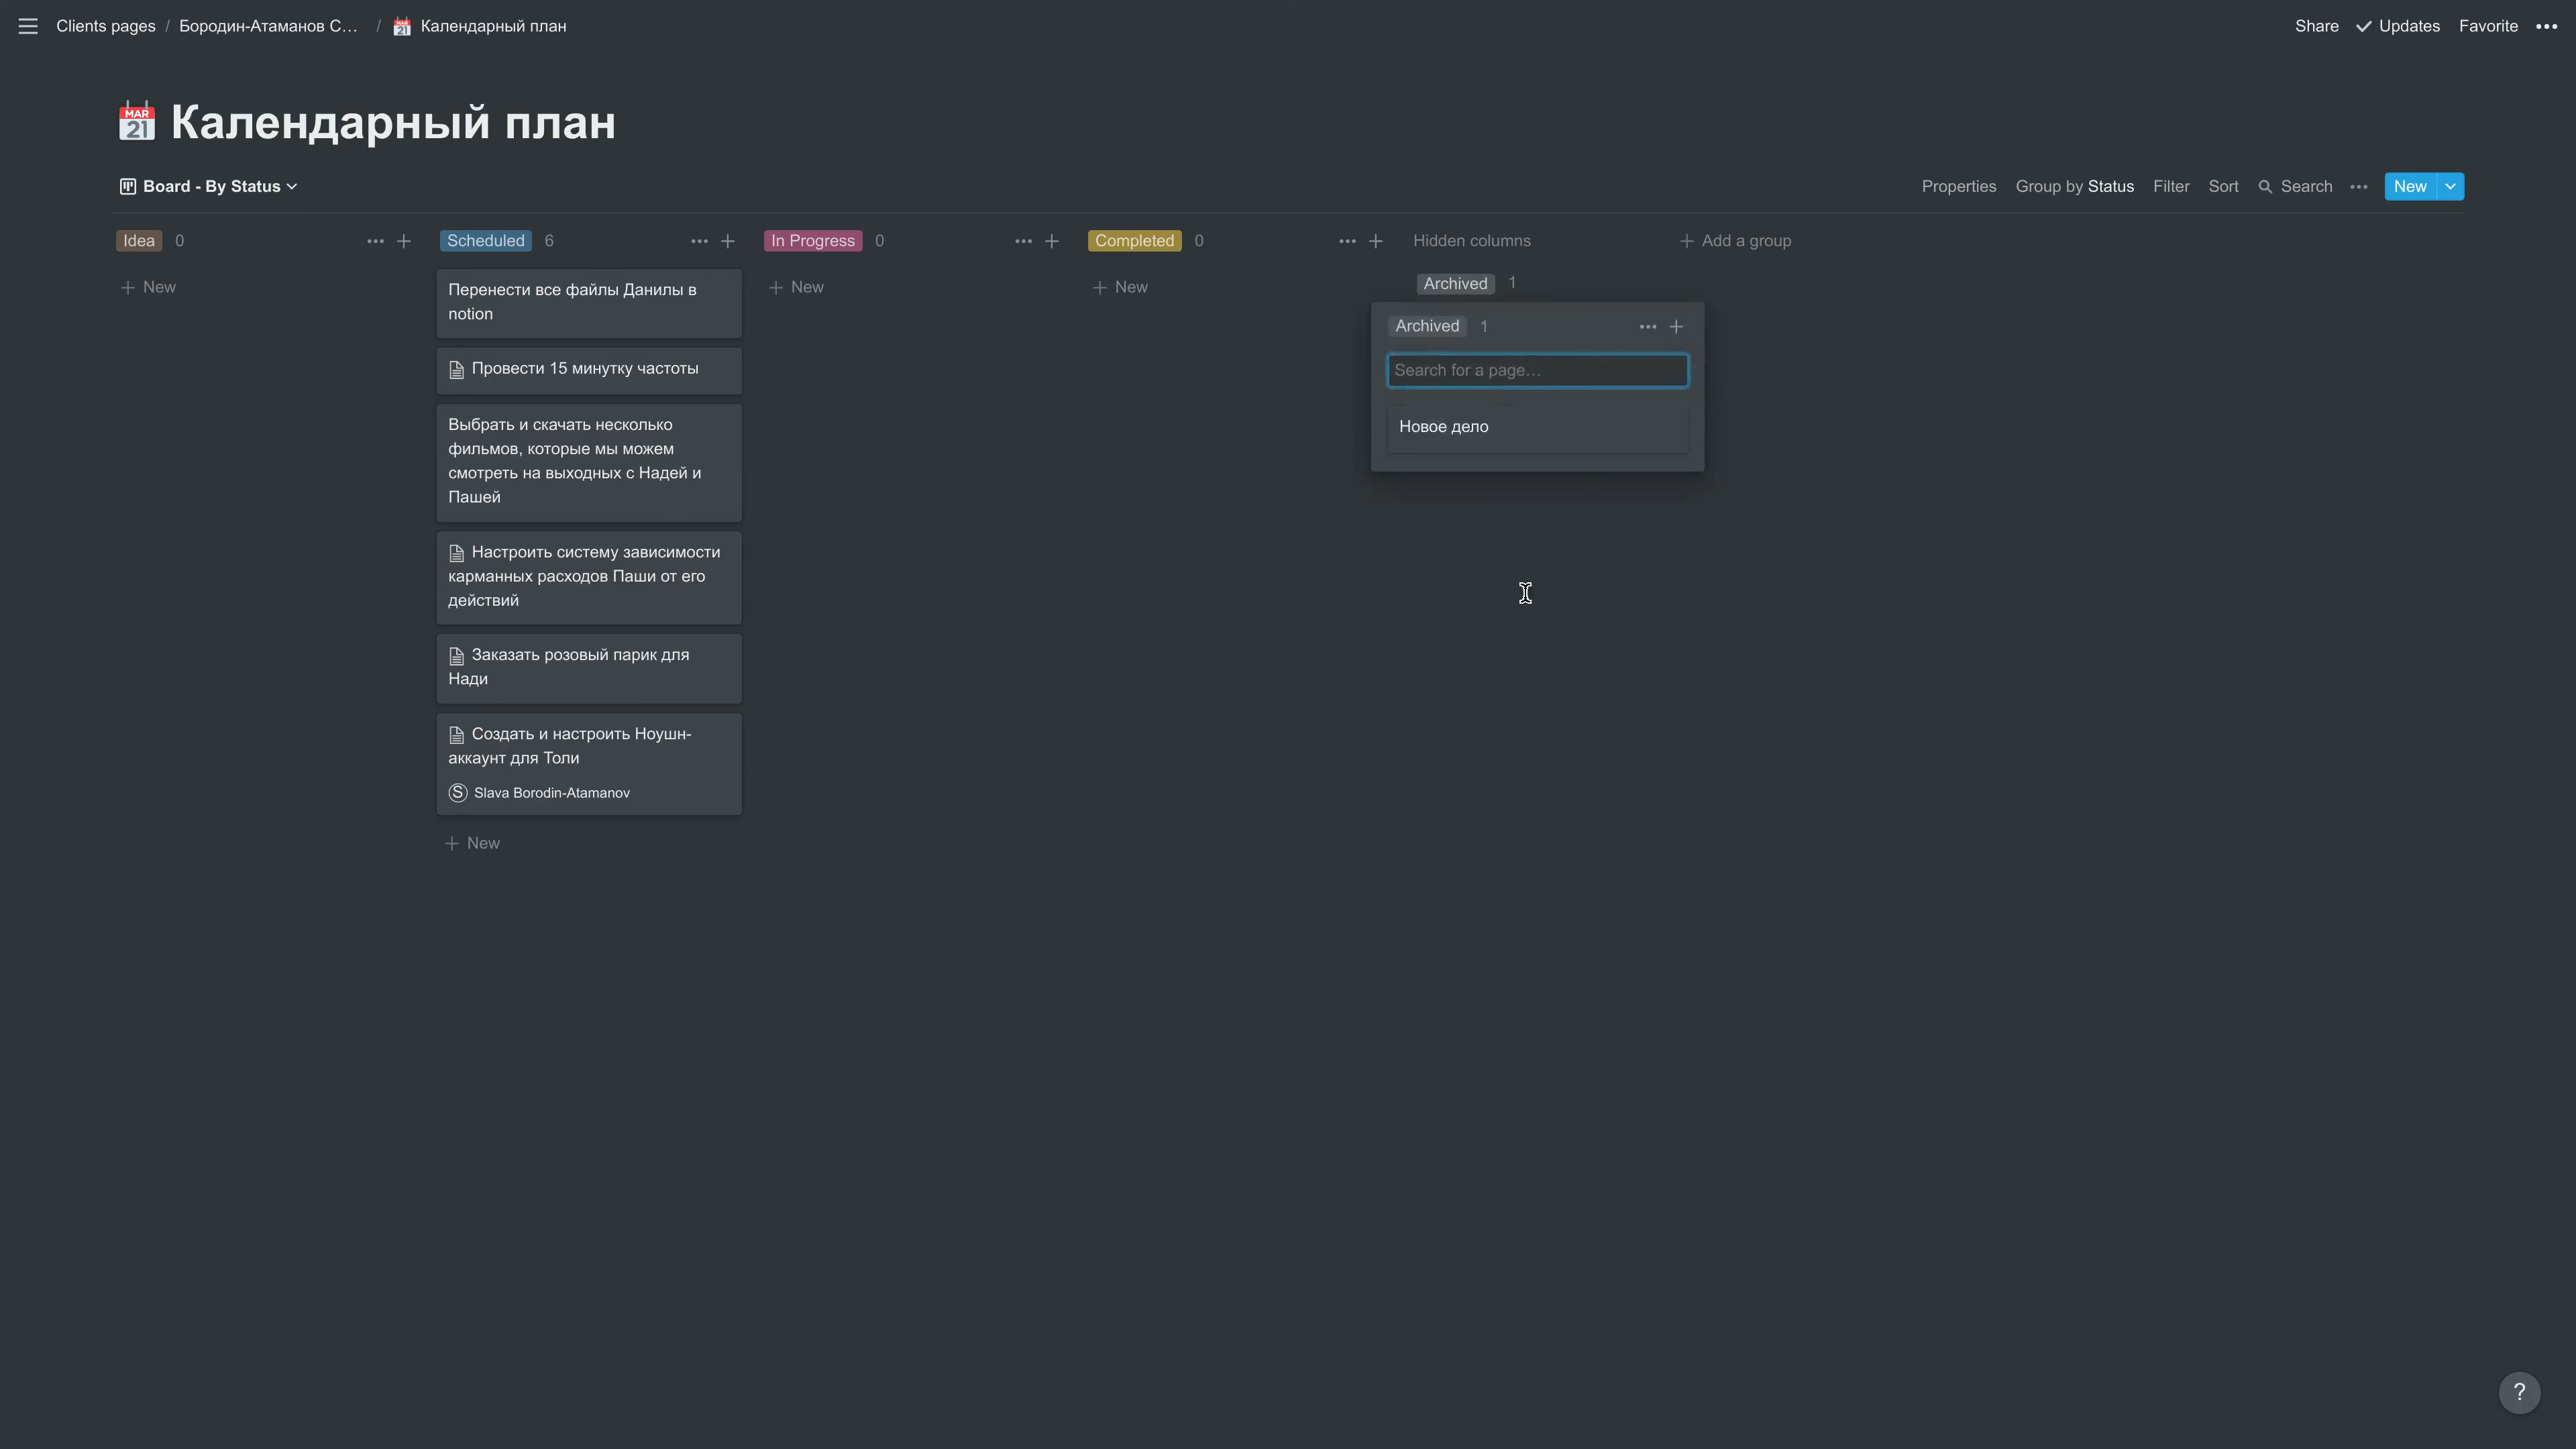 Clients pages / Бородин-Атаманов С... / Календарный план
Share Updates Favorite
MAR 21 Календарный план
Board - By Status
Properties Group by Status Filter Sort Search New
Idea 0
+ New
Scheduled 6
Перенести все файлы Данилы в
notion
Провести 15 минутку частоты
Выбрать и скачать несколько
фильмов, которые мы можем
смотреть на выходных с Надей и
Пашей
Настроить систему зависимости
карманных расходов Паши от его
действий
Заказать розовый парик для
Нади
Создать и настроить Ноушн-
аккаунт для Толи
S Slava Borodin-Atamanov
+ New
In Progress 0
+ New
Completed 0
+ New
Hidden columns
Archived 1
Archived 1
Search for a page...
Новое дело
+ Add a group
?